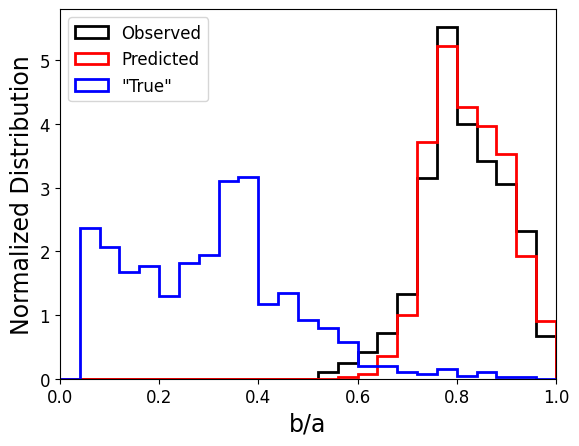 Observed
Predicted
"True"
Normalized Distribution
5
4
3
2
1
0
0.0 0.2 0.4 0.6 0.8 1.0
b/a